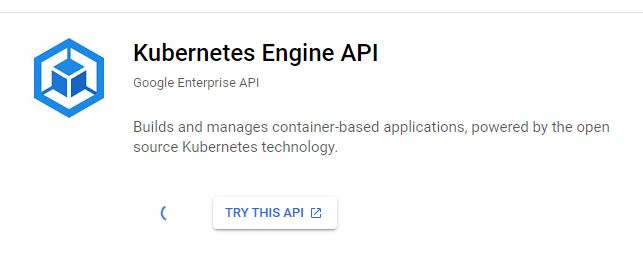 Kubernetes Engine API
Google Enterprise API
Builds and manages container-based applications, powered by the open
source Kubernetes technology.
TRY THIS API